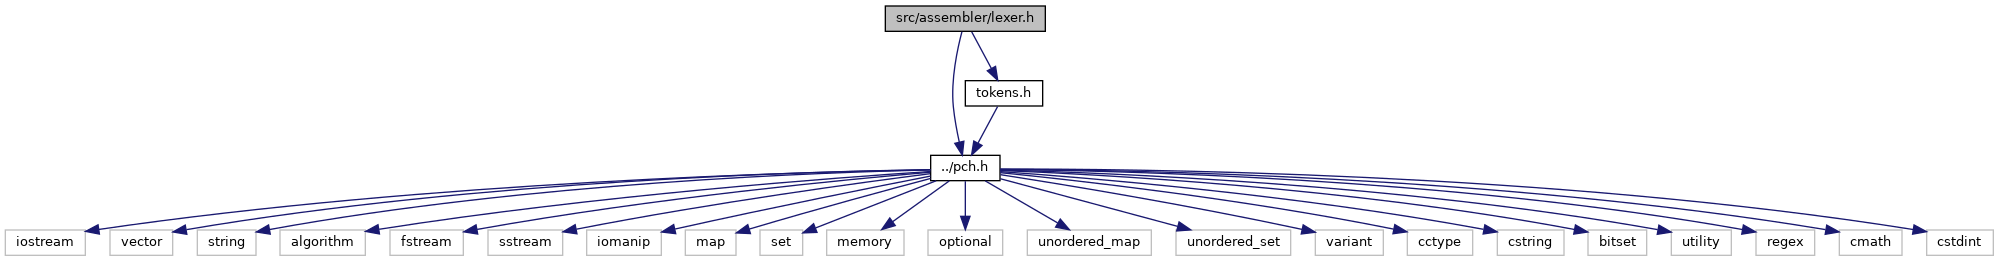 src/assembler/lexer.h
tokens.h
../pch.h
iostream
vector
string
algorithm
fstream
sstream
iomanip
map
set
memory
optional
unordered_map
unordered_set
variant
cctype
cstring
bitset
utility
regex
cmath
cstdint